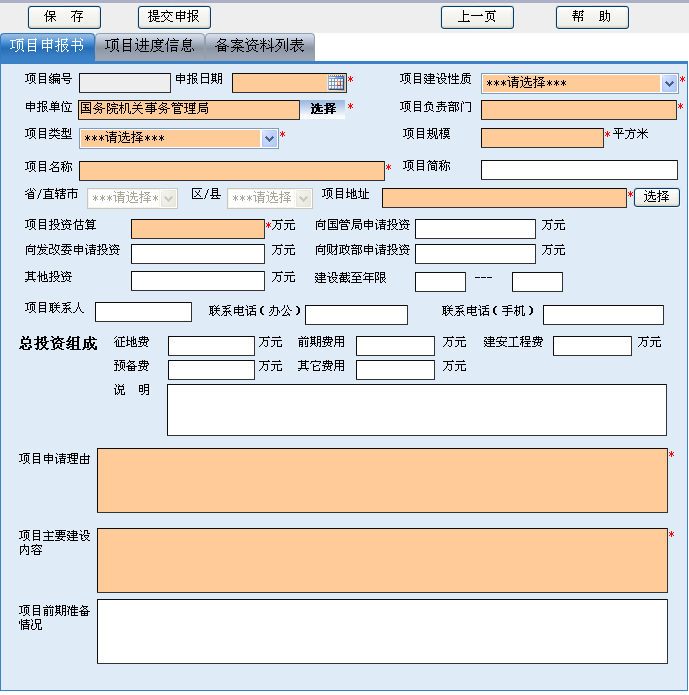 保 存 提交申报 上一页 帮 助
项目申报书 项目进度信息 备案资料列表
项目编号 申报日期 * 项目建设性质 ***请选择*** *
申报单位 国务院机关事务管理局 选择 * 项目负责部门 *
项目类型 ***请选择*** * 项目规模 * 平方米
项目名称 * 项目简称
省/直辖市 ***请选择* 区/县 ***请选择* 项目地址 * 选择
项目投资估算 * 万元 向国管局申请投资 万元
向发改委申请投资 万元 向财政部申请投资 万元
其他投资 万元 建设截至年限 ---
项目联系人 联系电话(办公) 联系电话(手机)
总投资组成 征地费 万元 前期费用 万元 建安工程费 万元
预备费 万元 其它费用 万元
说 明
项目申请理由 *
项目主要建设 *
内容
项目前期准备
情况